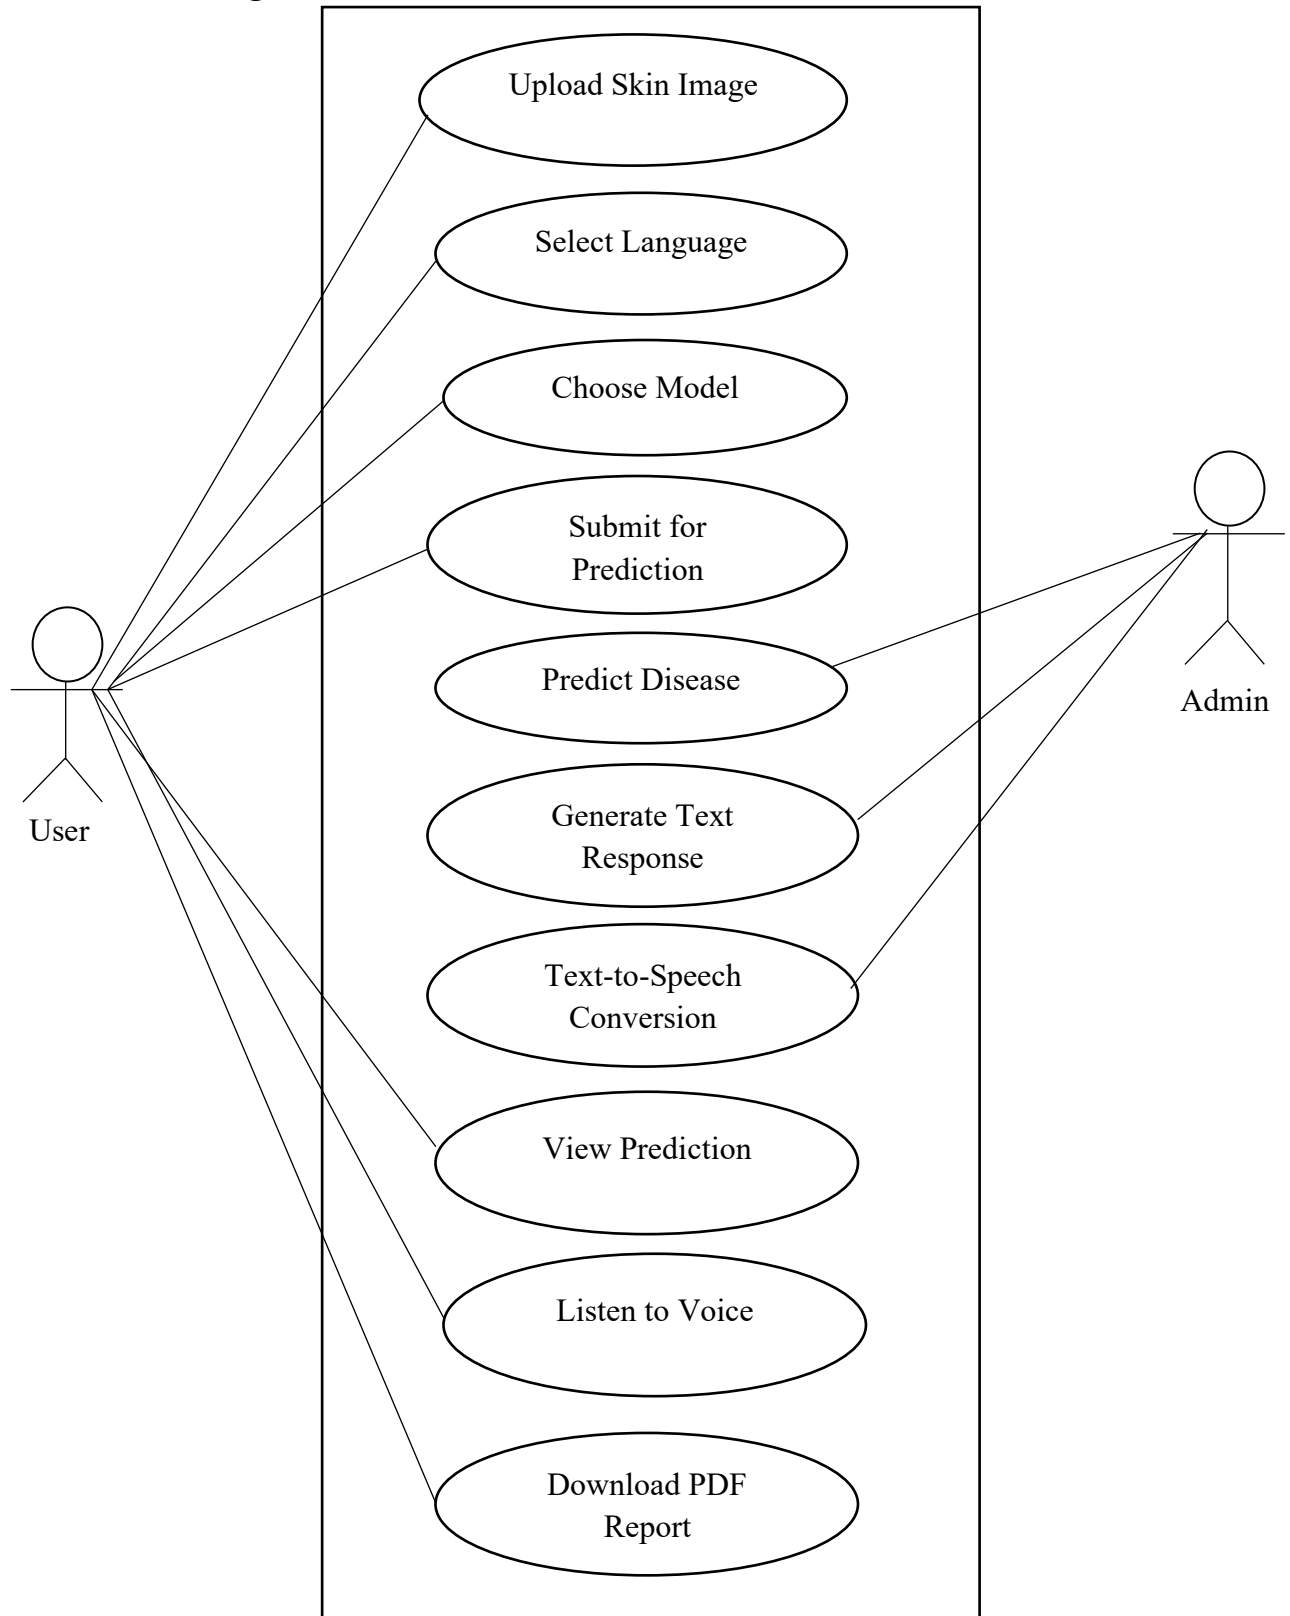 Upload Skin Image
Select Language
Choose Model
Submit for
Prediction
Predict Disease
Admin
Generate Text
Response
User
Text-to-Speech
Conversion
View Prediction
Listen to Voice
Download PDF
Report